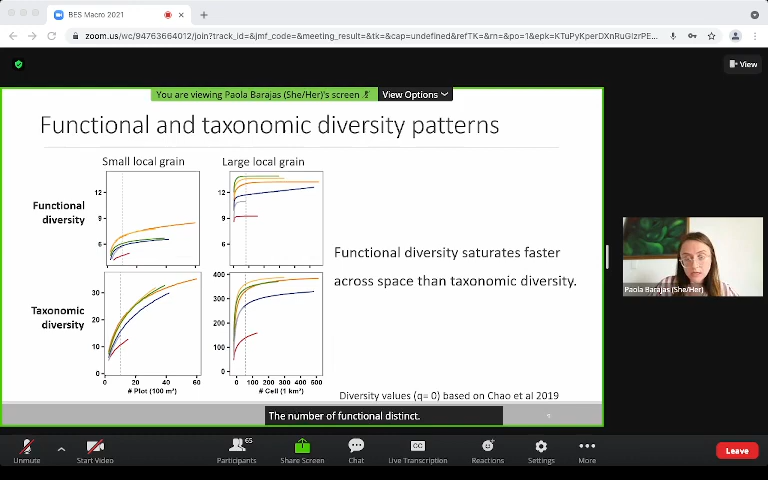 BES Macro 2021
zoom.us/wc/94763664012/join?track_id=&jmf_code=&meeting_result=&tk=&cap=undefined&refTK=&rn=&po=1&epk=KTuPyKperDXnRuGlzrPE...
View
You are viewing Paola Barajas (She/Her)'s screen
View Options
Functional and taxonomic diversity patterns
Small local grain
Large local grain
Functional
diversity
12
9
6
12
9
6
Functional diversity saturates faster
across space than taxonomic diversity.
Paola Barajas (She/Her)
Taxonomic
diversity
30
20
10
0
400
300
200
100
0
0 20 40 60
0 100 200 300 400 500
# Plot (100 m²)
# Cell (1 km²)
Diversity values (q= 0) based on Chao et al 2019
The number of functional distinct.
Unmute
Start Video
65
Participants
Share Screen
Chat
CC
Live Transcription
Reactions
Settings
More
Leave